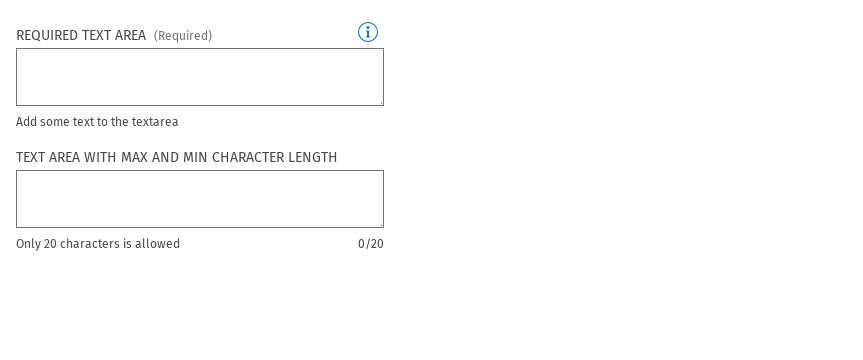 REQUIRED TEXT AREA (Required)
Add some text to the textarea
TEXT AREA WITH MAX AND MIN CHARACTER LENGTH
Only 20 characters is allowed 0/20